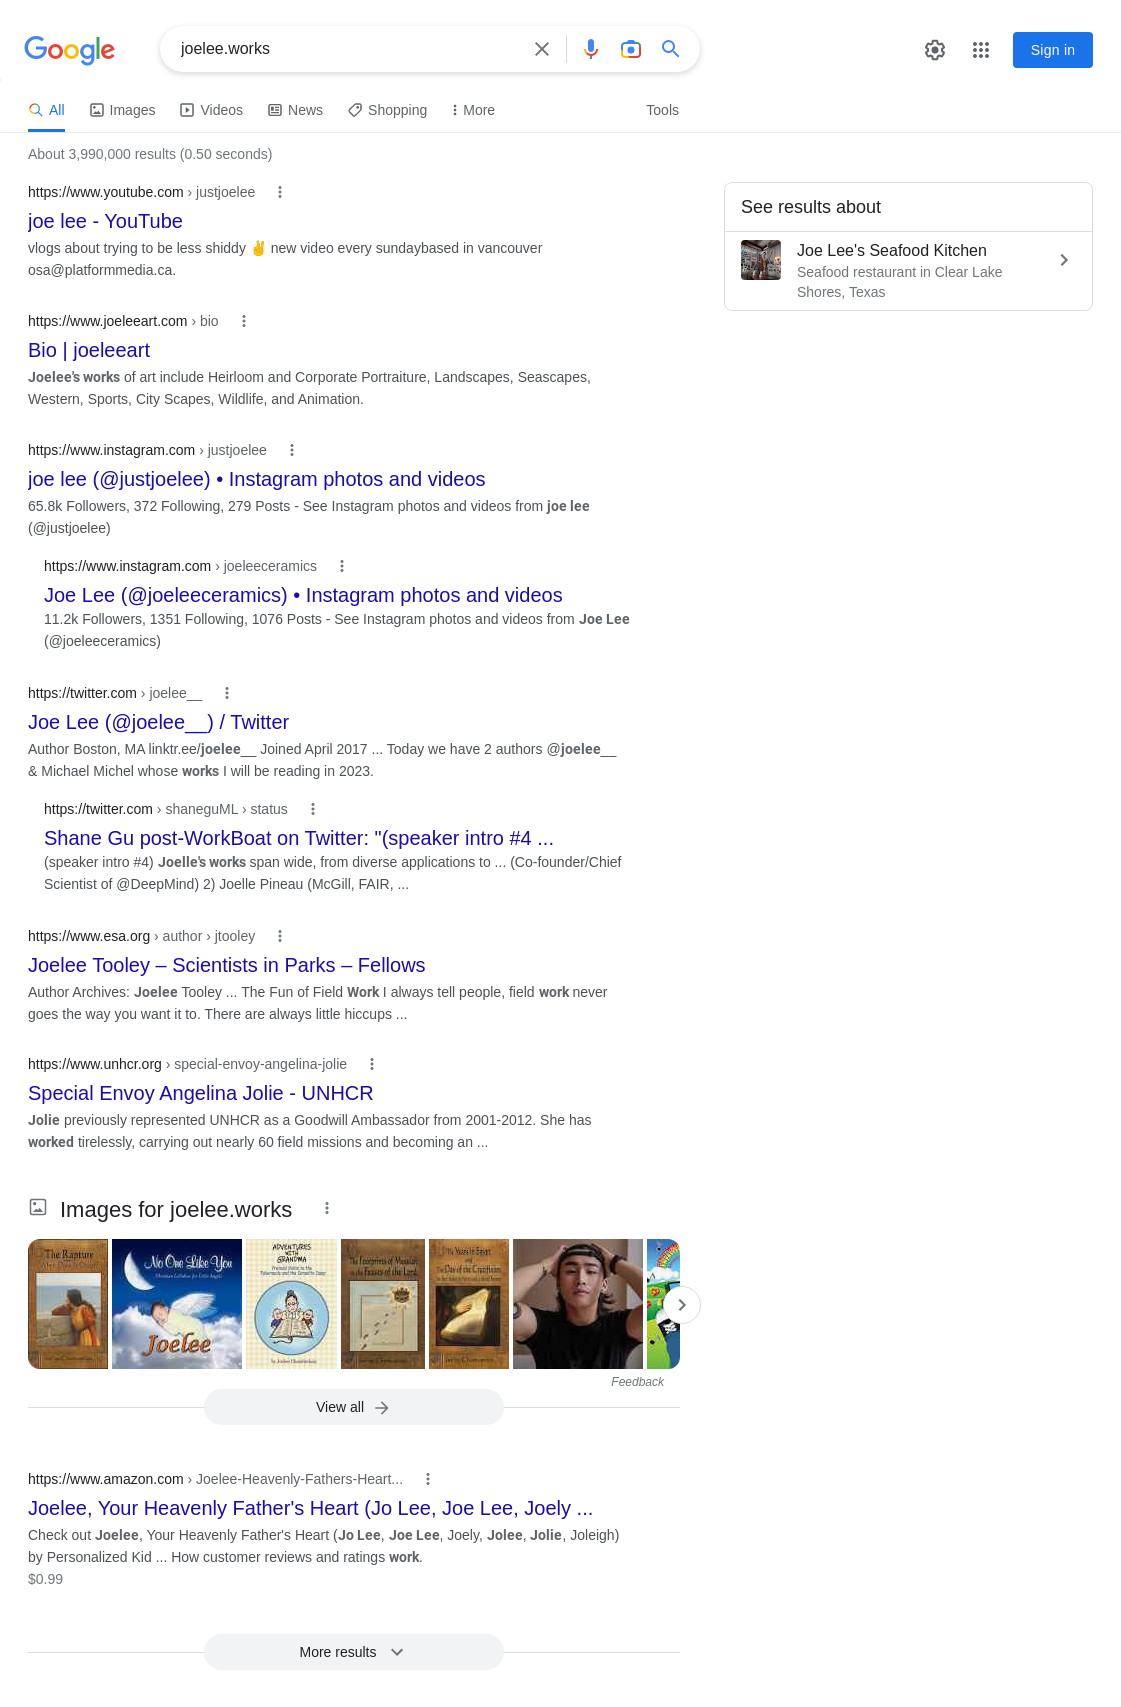 Google
joelee.works
Sign in
All
Images
Videos
News
Shopping
More
Tools
About 3,990,000 results (0.50 seconds)
https://www.youtube.com › justjoelee
joe lee - YouTube
vlogs about trying to be less shiddy ✌️ new video every sundaybased in vancouver
osa@platformmedia.ca.
https://www.joeleeart.com › bio
Bio | joeleeart
Joelee's works of art include Heirloom and Corporate Portraiture, Landscapes, Seascapes,
Western, Sports, City Scapes, Wildlife, and Animation.
https://www.instagram.com › justjoelee
joe lee (@justjoelee) • Instagram photos and videos
65.8k Followers, 372 Following, 279 Posts - See Instagram photos and videos from joe lee
(@justjoelee)
https://www.instagram.com › joeleeceramics
Joe Lee (@joeleeceramics) • Instagram photos and videos
11.2k Followers, 1351 Following, 1076 Posts - See Instagram photos and videos from Joe Lee
(@joeleeceramics)
https://twitter.com › joelee__
Joe Lee (@joelee__) / Twitter
Author Boston, MA linktr.ee/joelee__ Joined April 2017 ... Today we have 2 authors @joelee__
& Michael Michel whose works I will be reading in 2023.
https://twitter.com › shaneguML › status
Shane Gu post-WorkBoat on Twitter: "(speaker intro #4 ...
(speaker intro #4) Joelle's works span wide, from diverse applications to ... (Co-founder/Chief
Scientist of @DeepMind) 2) Joelle Pineau (McGill, FAIR, ...
https://www.esa.org › author › jtooley
Joelee Tooley – Scientists in Parks – Fellows
Author Archives: Joelee Tooley ... The Fun of Field Work I always tell people, field work never
goes the way you want it to. There are always little hiccups ...
https://www.unhcr.org › special-envoy-angelina-jolie
Special Envoy Angelina Jolie - UNHCR
Jolie previously represented UNHCR as a Goodwill Ambassador from 2001-2012. She has
worked tirelessly, carrying out nearly 60 field missions and becoming an ...
Images for joelee.works
The Rapture
No One Like You
Christian Lullabies for Little Angels
Joelee
ADVENTURES
WITH
GRANDMA
The Footprints of Messiah
in the Feasts of the Lord
The Years in Egypt
and
The Days of the Crucifixion
Feedback
View all
https://www.amazon.com › Joelee-Heavenly-Fathers-Heart...
Joelee, Your Heavenly Father's Heart (Jo Lee, Joe Lee, Joely ...
Check out Joelee, Your Heavenly Father's Heart (Jo Lee, Joe Lee, Joely, Jolee, Jolie, Joleigh)
by Personalized Kid ... How customer reviews and ratings work.
$0.99
More results
See results about
Joe Lee's Seafood Kitchen
Seafood restaurant in Clear Lake
Shores, Texas